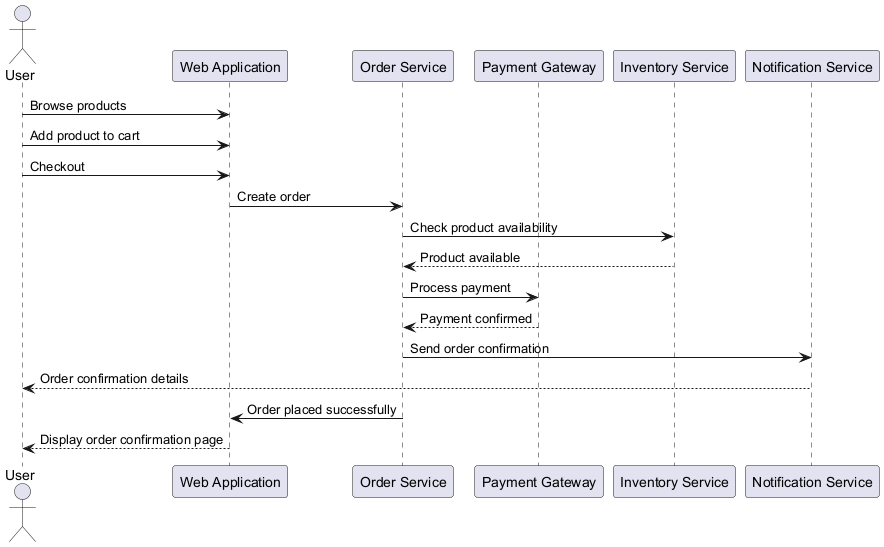 User
Web Application
Order Service
Payment Gateway
Inventory Service
Notification Service
Browse products
Add product to cart
Checkout
Create order
Check product availability
Product available
Process payment
Payment confirmed
Send order confirmation
Order confirmation details
Order placed successfully
Display order confirmation page
User
Web Application
Order Service
Payment Gateway
Inventory Service
Notification Service